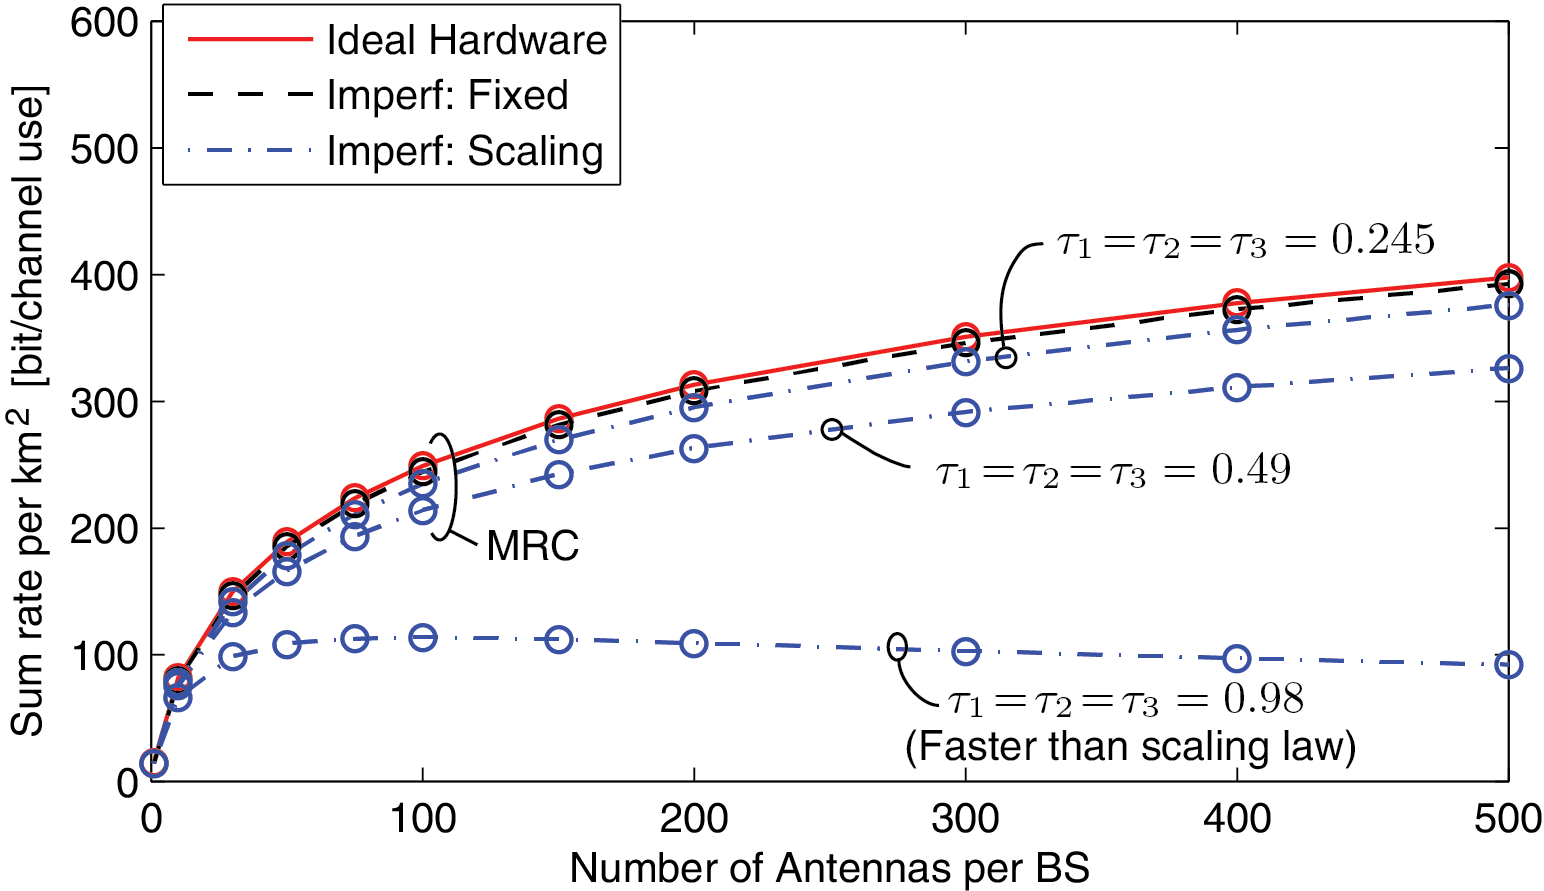 600
500
400
300
200
100
0
Sum rate per km² [bit/channel use]
Ideal Hardware
Imperf: Fixed
Imperf: Scaling
τ₁=τ₂=τ₃ = 0.245
τ₁=τ₂=τ₃ = 0.49
MRC
τ₁=τ₂=τ₃ = 0.98
(Faster than scaling law)
0 100 200 300 400 500
Number of Antennas per BS